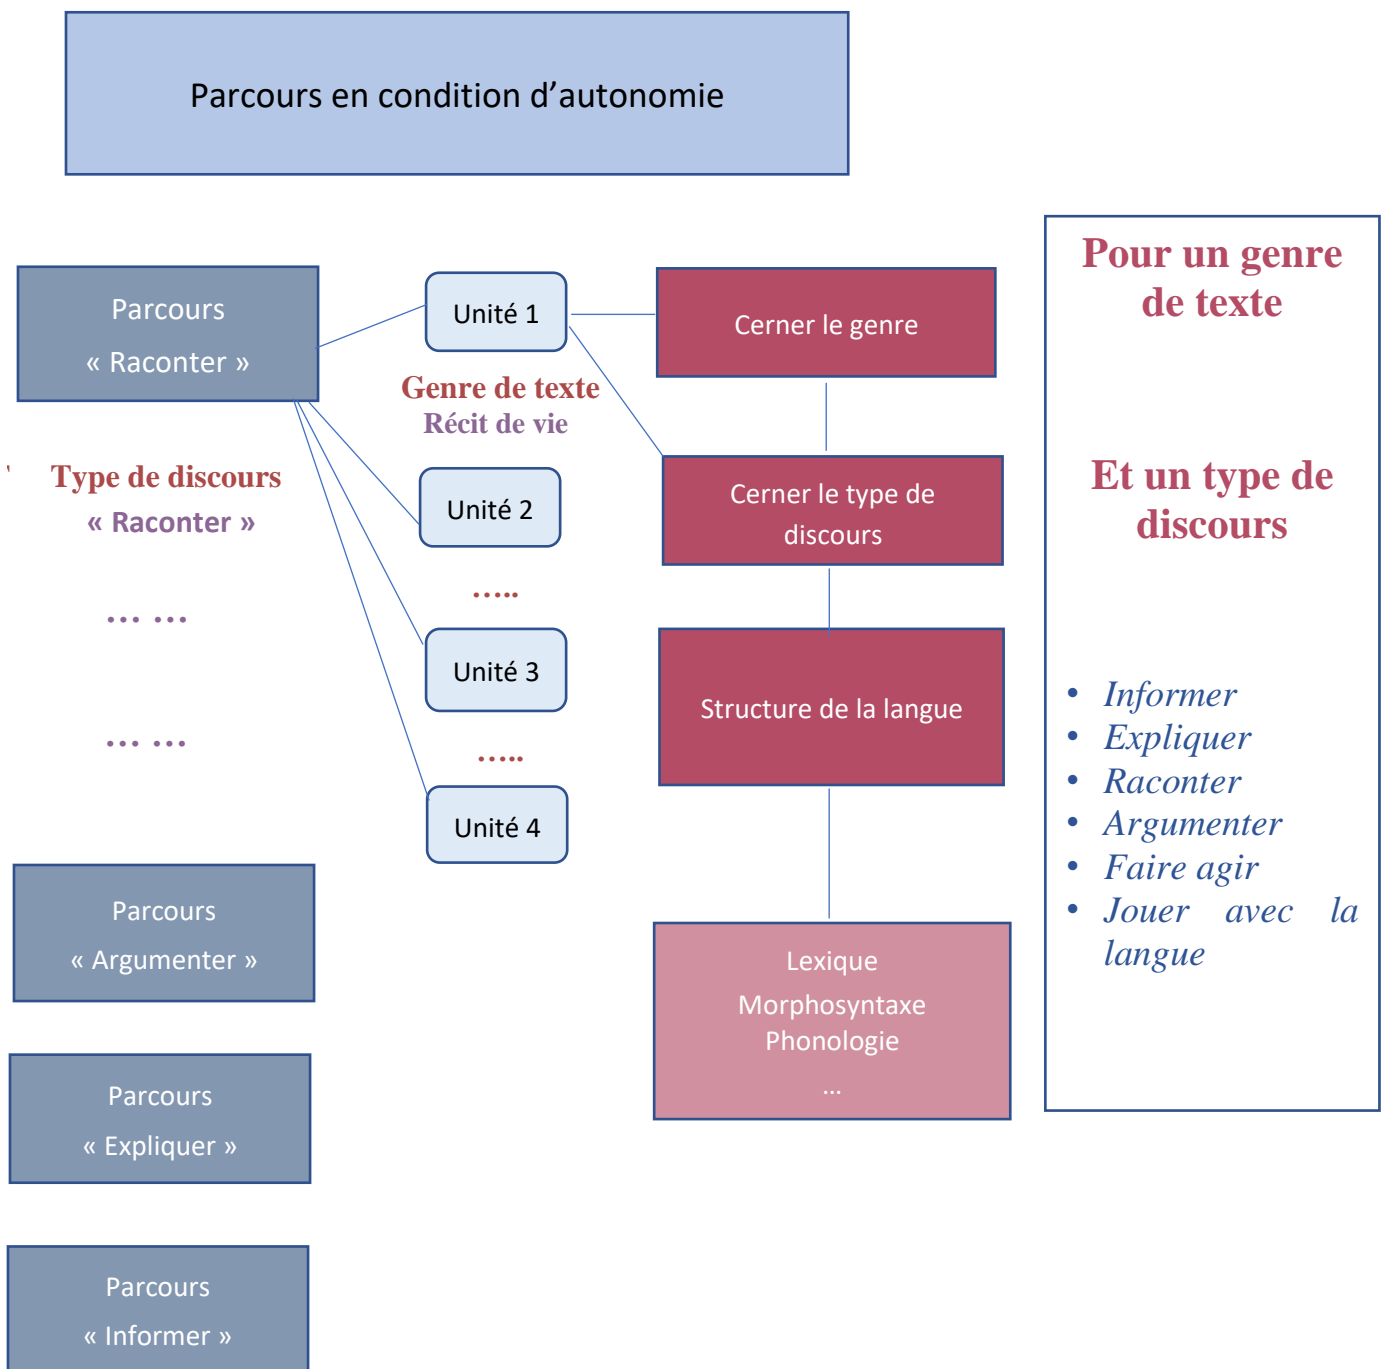 Parcours en condition d’autonomie
Parcours
« Raconter »
Type de discours
« Raconter »
… …
… …
Parcours
« Argumenter »
Parcours
« Expliquer »
Parcours
« Informer »
Unité 1
Genre de texte
Récit de vie
Unité 2
…..
Unité 3
…..
Unité 4
Cerner le genre
Cerner le type de
discours
Structure de la langue
Lexique
Morphosyntaxe
Phonologie
…
Pour un genre
de texte
Et un type de
discours
• Informer
• Expliquer
• Raconter
• Argumenter
• Faire agir
• Jouer avec la
langue